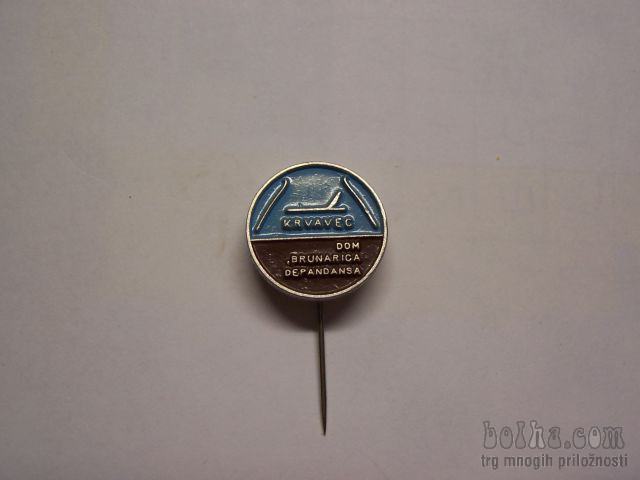 KRVAVEC
DOM
BRUNARICA
DEPANDANSA
bolha.com
trg mnogih priložnosti